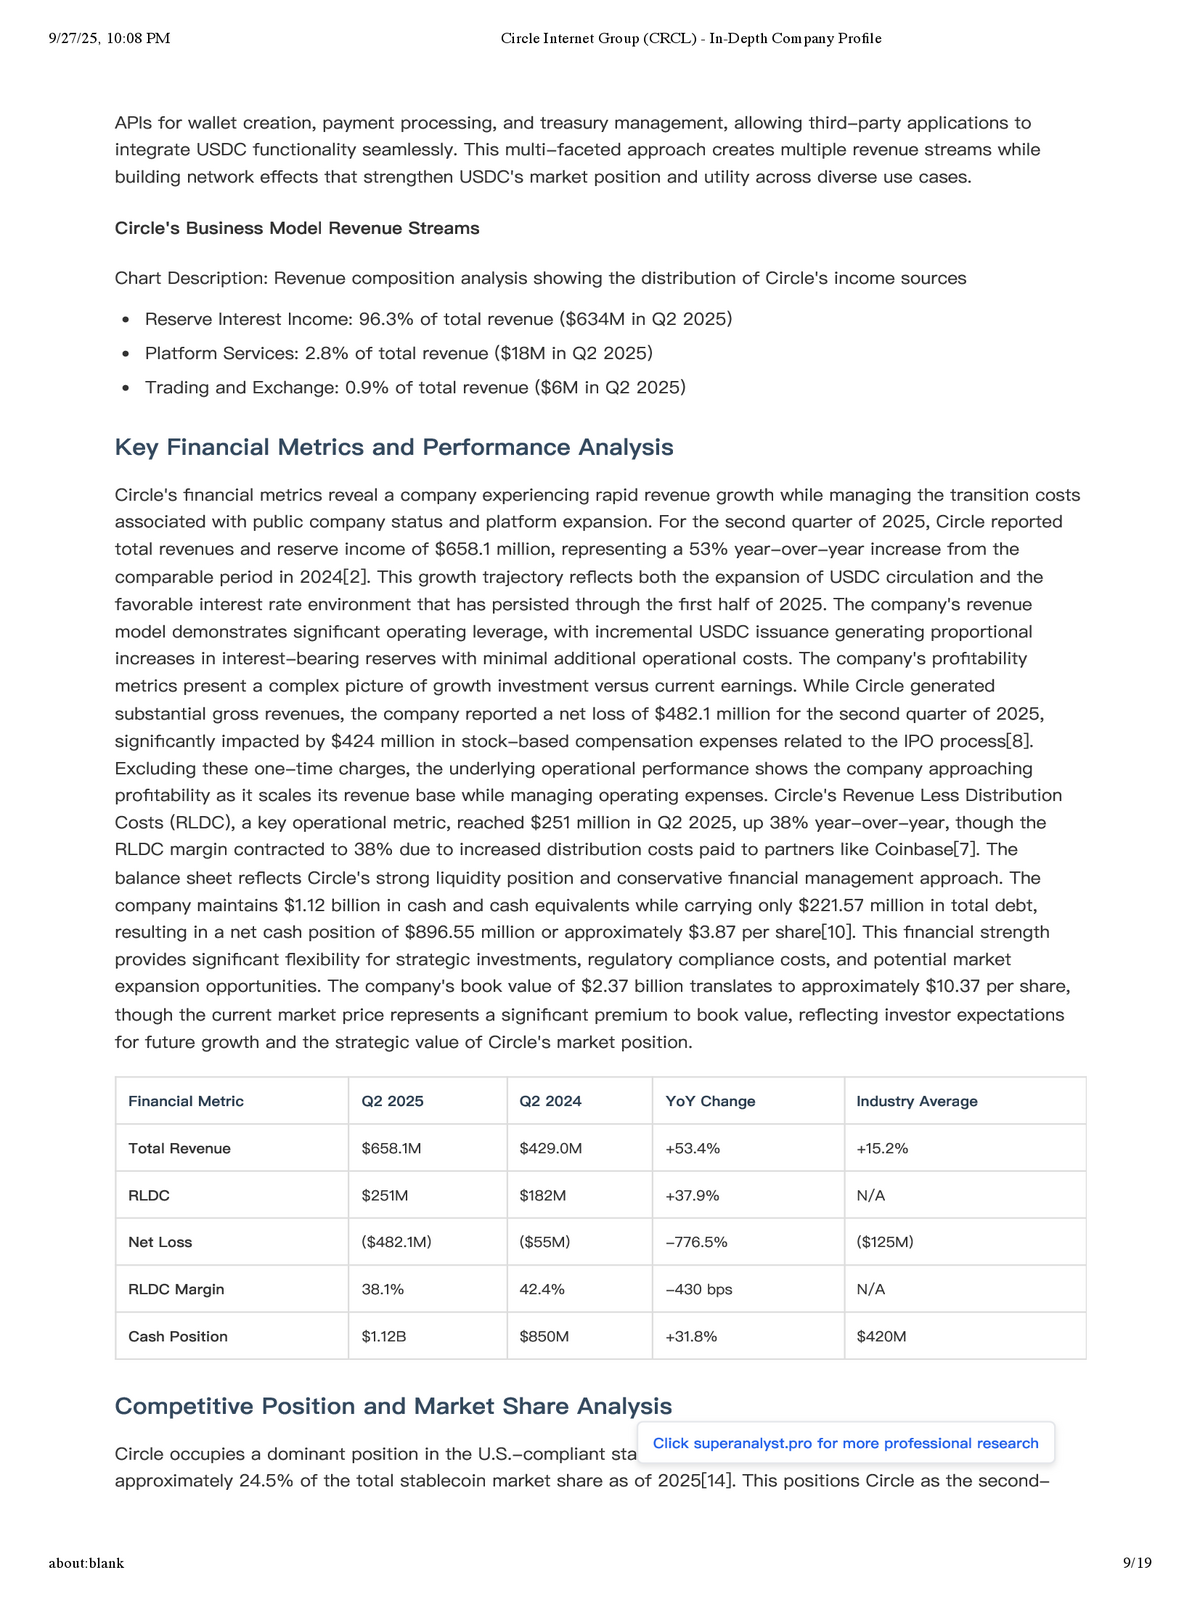 9/27/25, 10:08 PM
Circle Internet Group (CRCL) - In-Depth Company Profile
APIs for wallet creation, payment processing, and treasury management, allowing third-party applications to
integrate USDC functionality seamlessly. This multi-faceted approach creates multiple revenue streams while
building network effects that strengthen USDC's market position and utility across diverse use cases.
Circle's Business Model Revenue Streams
Chart Description: Revenue composition analysis showing the distribution of Circle's income sources
• Reserve Interest Income: 96.3% of total revenue ($634M in Q2 2025)
• Platform Services: 2.8% of total revenue ($18M in Q2 2025)
• Trading and Exchange: 0.9% of total revenue ($6M in Q2 2025)
Key Financial Metrics and Performance Analysis
Circle's financial metrics reveal a company experiencing rapid revenue growth while managing the transition costs
associated with public company status and platform expansion. For the second quarter of 2025, Circle reported
total revenues and reserve income of $658.1 million, representing a 53% year-over-year increase from the
comparable period in 2024[2]. This growth trajectory reflects both the expansion of USDC circulation and the
favorable interest rate environment that has persisted through the first half of 2025. The company's revenue
model demonstrates significant operating leverage, with incremental USDC issuance generating proportional
increases in interest-bearing reserves with minimal additional operational costs. The company's profitability
metrics present a complex picture of growth investment versus current earnings. While Circle generated
substantial gross revenues, the company reported a net loss of $482.1 million for the second quarter of 2025,
significantly impacted by $424 million in stock-based compensation expenses related to the IPO process[8].
Excluding these one-time charges, the underlying operational performance shows the company approaching
profitability as it scales its revenue base while managing operating expenses. Circle's Revenue Less Distribution
Costs (RLDC), a key operational metric, reached $251 million in Q2 2025, up 38% year-over-year, though the
RLDC margin contracted to 38% due to increased distribution costs paid to partners like Coinbase[7]. The
balance sheet reflects Circle's strong liquidity position and conservative financial management approach. The
company maintains $1.12 billion in cash and cash equivalents while carrying only $221.57 million in total debt,
resulting in a net cash position of $896.55 million or approximately $3.87 per share[10]. This financial strength
provides significant flexibility for strategic investments, regulatory compliance costs, and potential market
expansion opportunities. The company's book value of $2.37 billion translates to approximately $10.37 per share,
though the current market price represents a significant premium to book value, reflecting investor expectations
for future growth and the strategic value of Circle's market position.
Financial Metric Q2 2025 Q2 2024 YoY Change Industry Average
Total Revenue $658.1M $429.0M +53.4% +15.2%
RLDC $251M $182M +37.9% N/A
Net Loss ($482.1M) ($55M) -776.5% ($125M)
RLDC Margin 38.1% 42.4% -430 bps N/A
Cash Position $1.12B $850M +31.8% $420M
Competitive Position and Market Share Analysis
Circle occupies a dominant position in the U.S.-compliant sta
Click superanalyst.pro for more professional research
approximately 24.5% of the total stablecoin market share as of 2025[14]. This positions Circle as the second-
about:blank
9/19